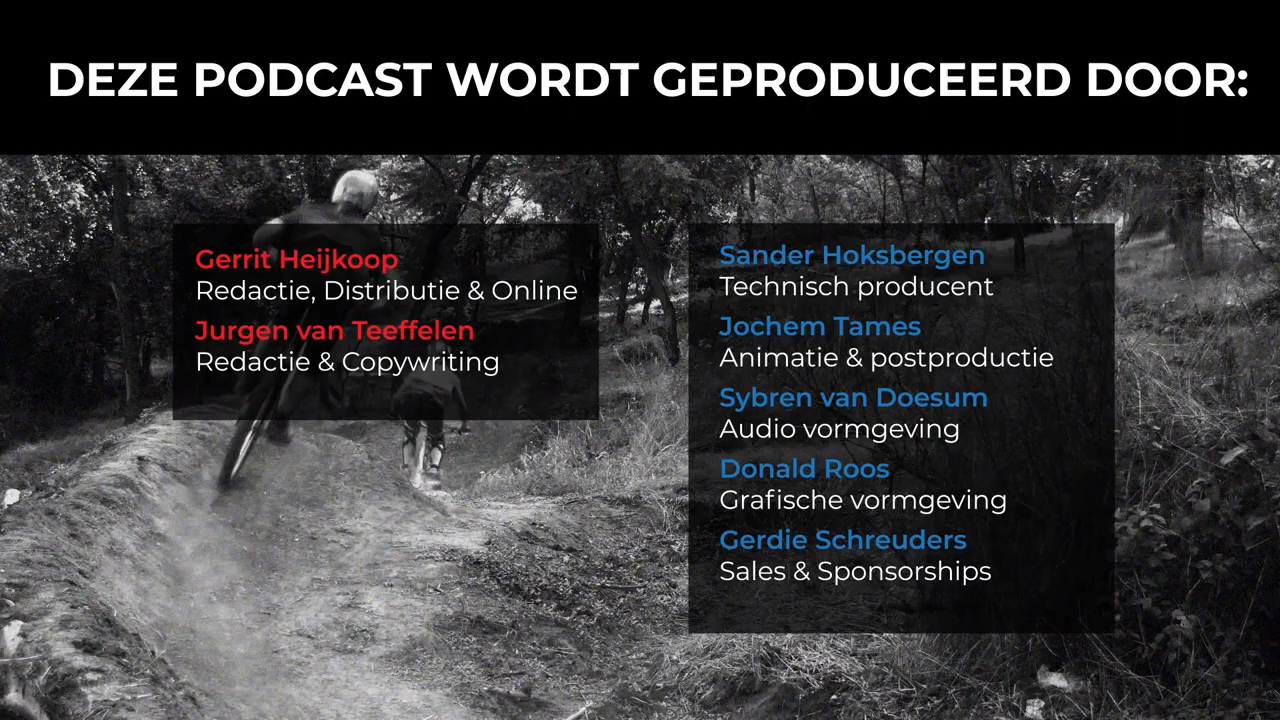 DEZE PODCAST WORDT GEPRODUCEERD DOOR:
Gerrit Heijkoop
Redactie, Distributie & Online
Jurgen van Teeffelen
Redactie & Copywriting
Sander Hoksbergen
Technisch producent
Jochem Tames
Animatie & postproductie
Sybren van Doesum
Audio vormgeving
Donald Roos
Grafische vormgeving
Gerdie Schreuders
Sales & Sponsorships